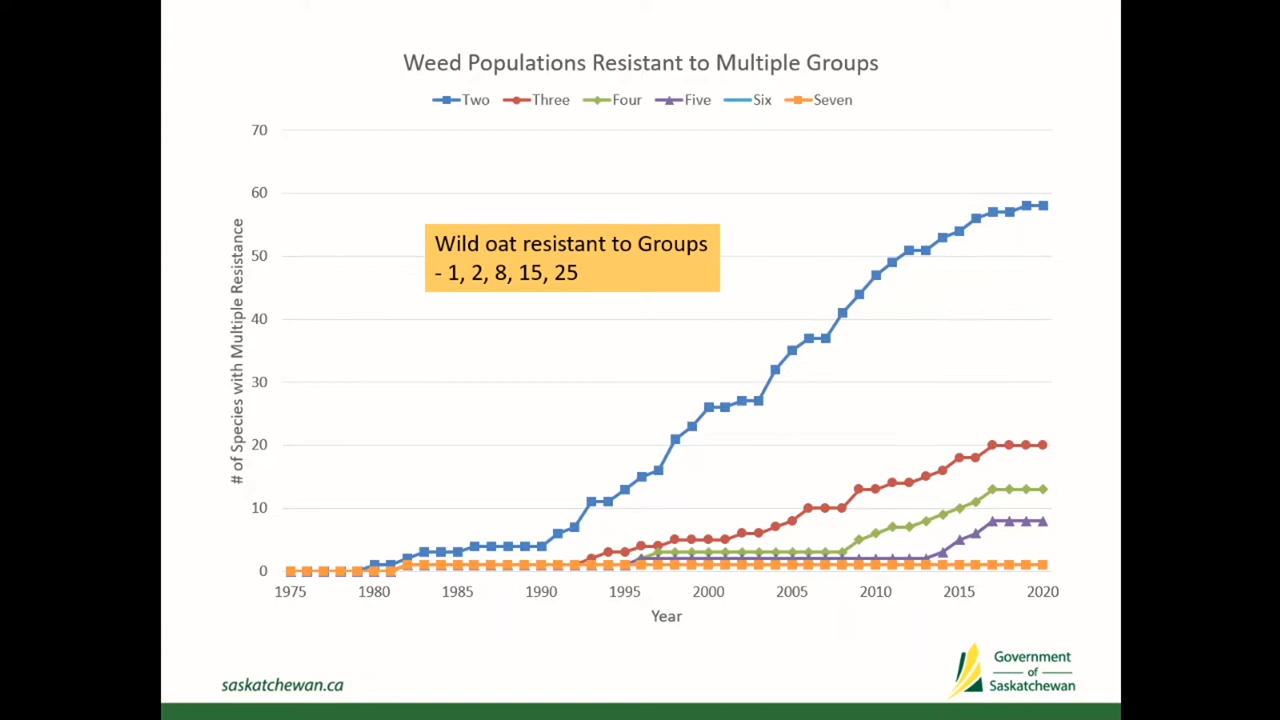 Weed Populations Resistant to Multiple Groups
Two Three Four Five Six Seven
70
60
50
40
30
20
10
0
# of Species with Multiple Resistance
Wild oat resistant to Groups
- 1, 2, 8, 15, 25
1975 1980 1985 1990 1995 2000 2005 2010 2015 2020
Year
saskatchewan.ca
Government
of
Saskatchewan